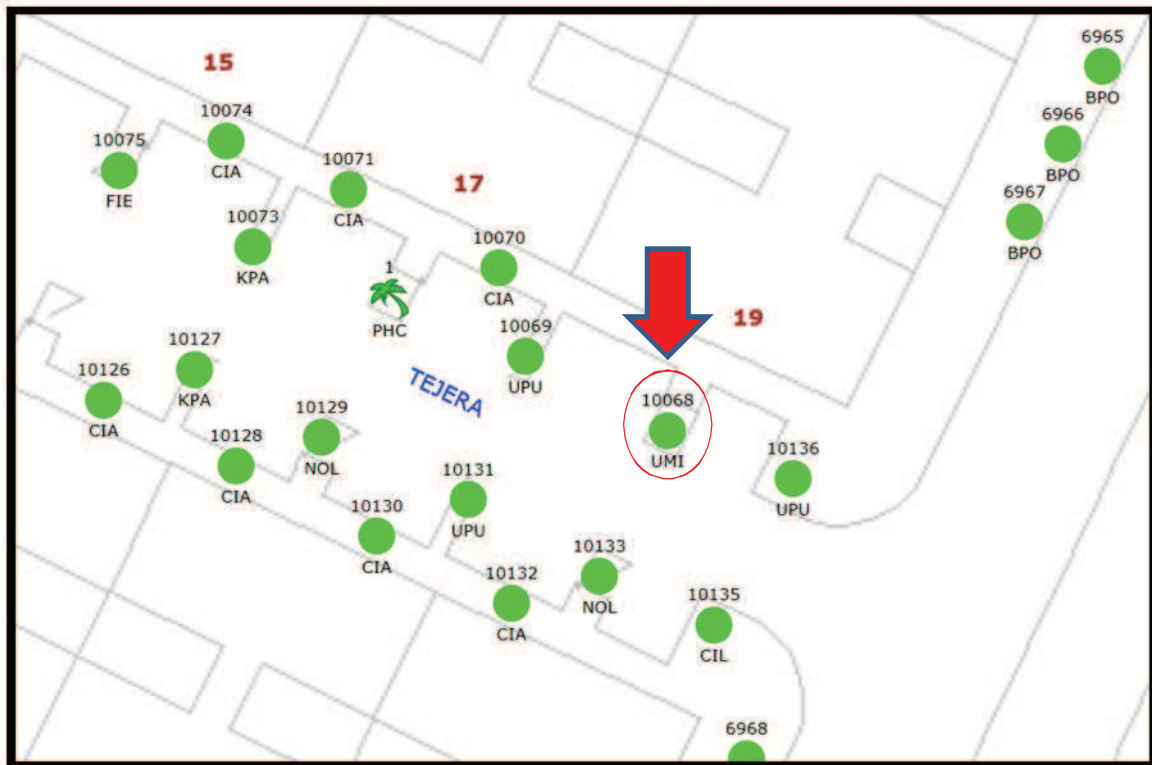 6965
BPO
15
10074
CIA
6966
BPO
10075
FIE
10071
CIA
17
6967
BPO
10073
KPA
10070
CIA
1
PHC
19
10069
UPU
10127
KPA
TEJERA
10126
CIA
10068
UMI
10129
NOL
10128
CIA
10136
UPU
10131
UPU
10130
CIA
10133
NOL
10132
CIA
10135
CIL
6968